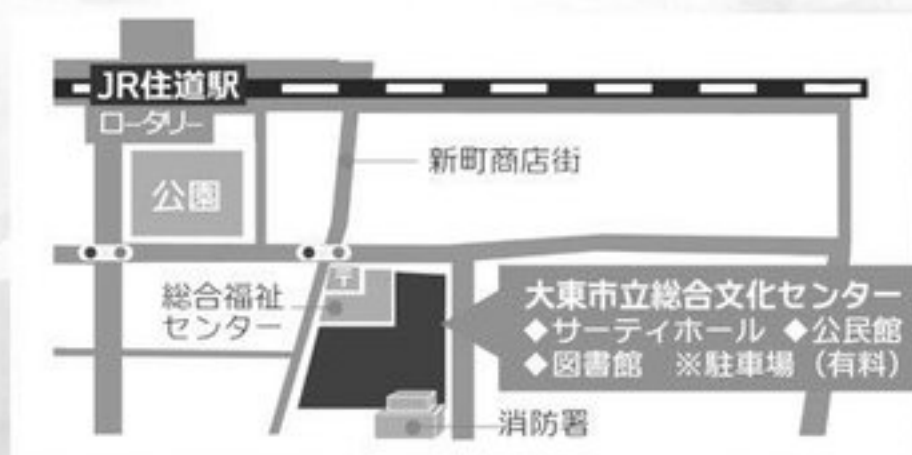 JR住道駅
ロータリー
新町商店街
公園
〒
総合福祉
センター
大東市立総合文化センター
◆サーティホール ◆公民館
◆図書館 ※駐車場（有料）
消防署